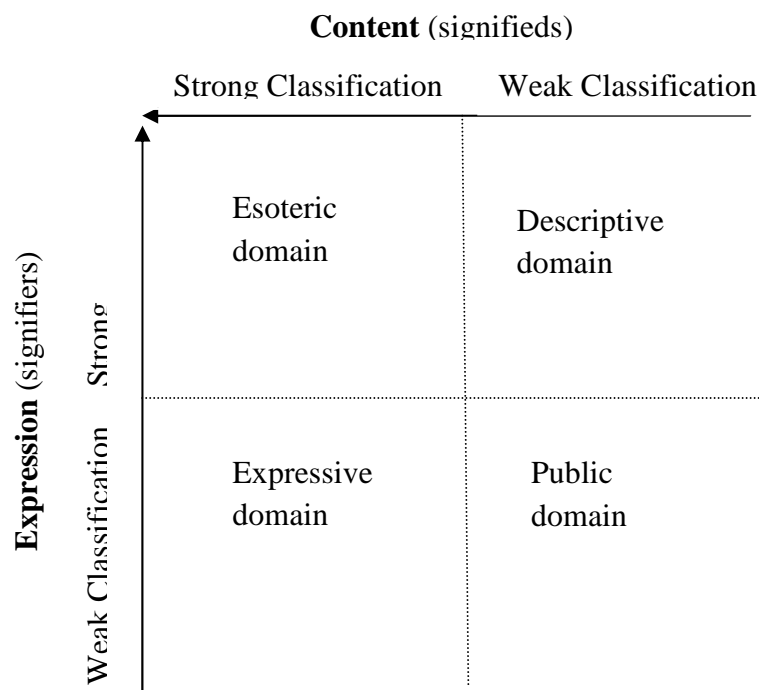 Content (signifieds)
Strong Classification Weak Classification
Esoteric
domain
Descriptive
domain
Expression (signifiers)
Weak Classification Strong
Expressive
domain
Public
domain